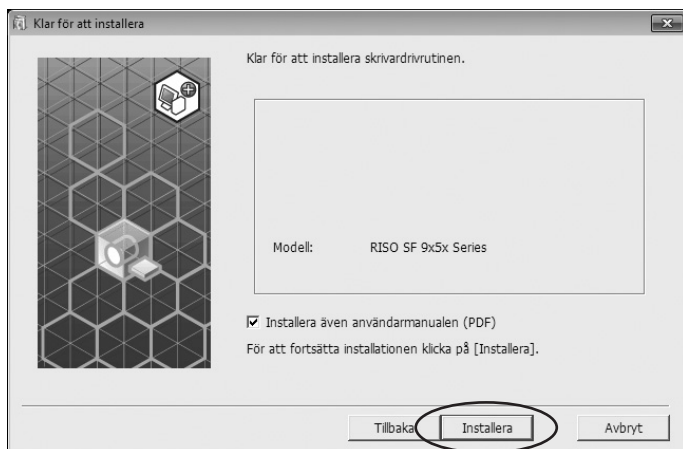 Klar för att installera
Klar för att installera skrivardrivrutinen.
Modell: RISO SF 9x5x Series
Installera även användarmanualen (PDF)
För att fortsätta installationen klicka på [Installera].
Tillbaka Installera Avbryt